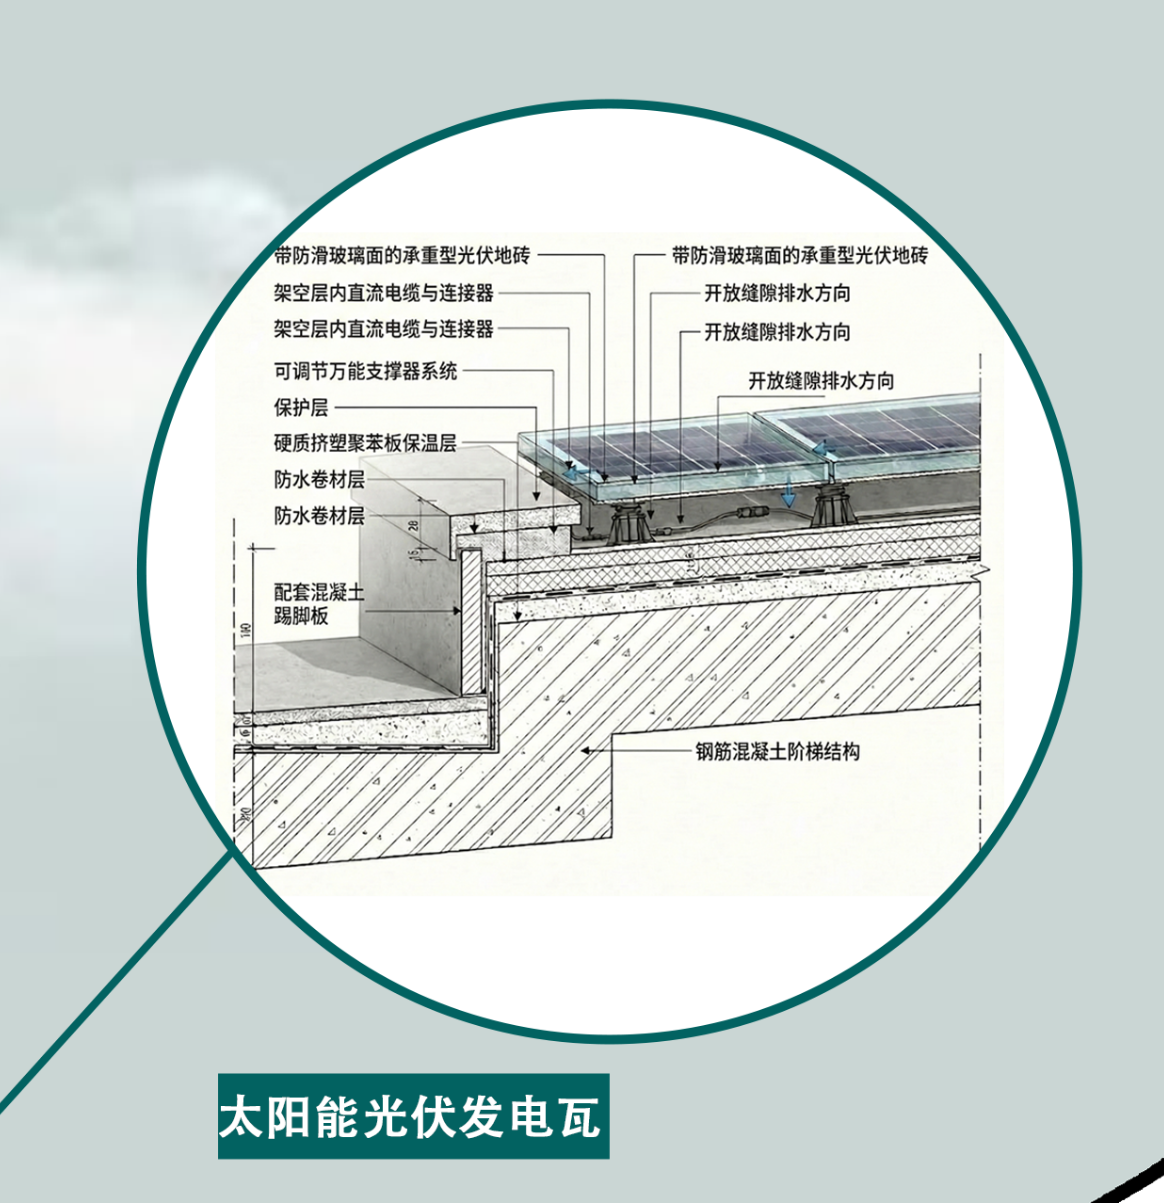 带防滑玻璃面的承重型光伏地砖
架空层内直流电缆与连接器
架空层内直流电缆与连接器
可调节万能支撑器系统
保护层
硬质挤塑聚苯板保温层
防水卷材层
防水卷材层
配套混凝土
踢脚板
带防滑玻璃面的承重型光伏地砖
开放缝隙排水方向
开放缝隙排水方向
开放缝隙排水方向
钢筋混凝土阶梯结构
28
15
太阳能光伏发电瓦